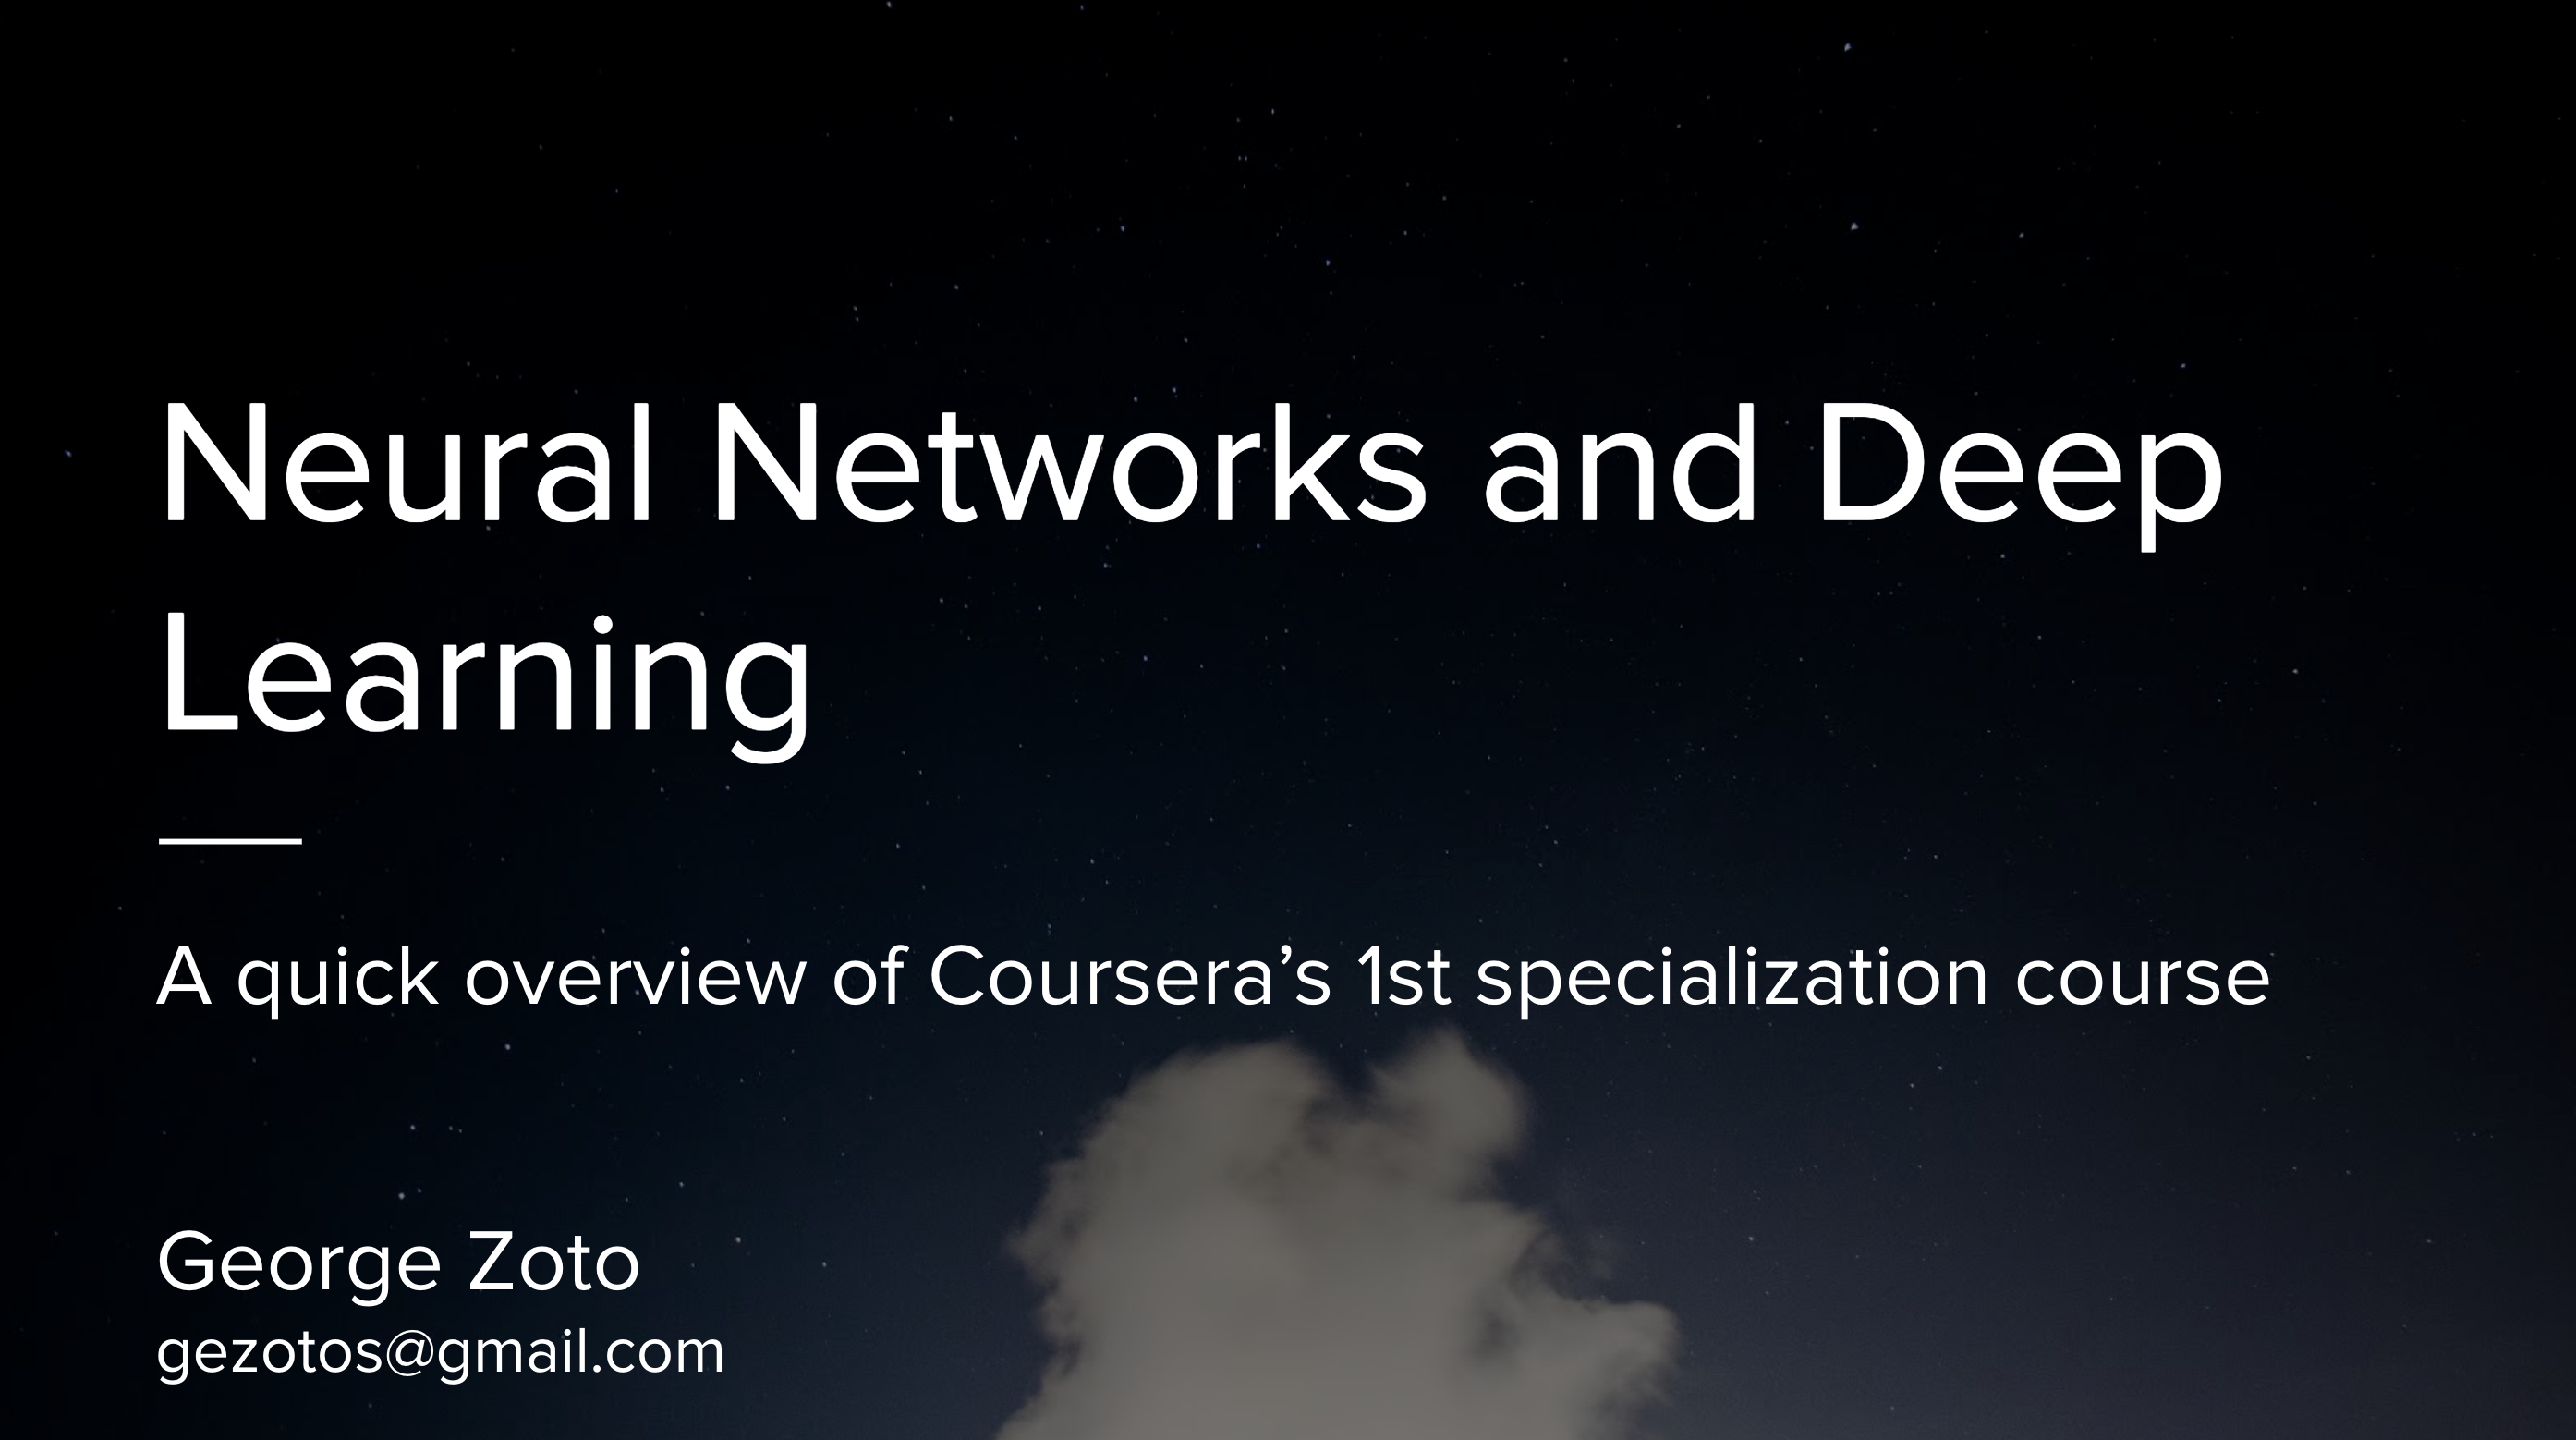 Neural Networks and Deep
Learning
A quick overview of Coursera’s 1st specialization course
George Zoto
gezotos@gmail.com